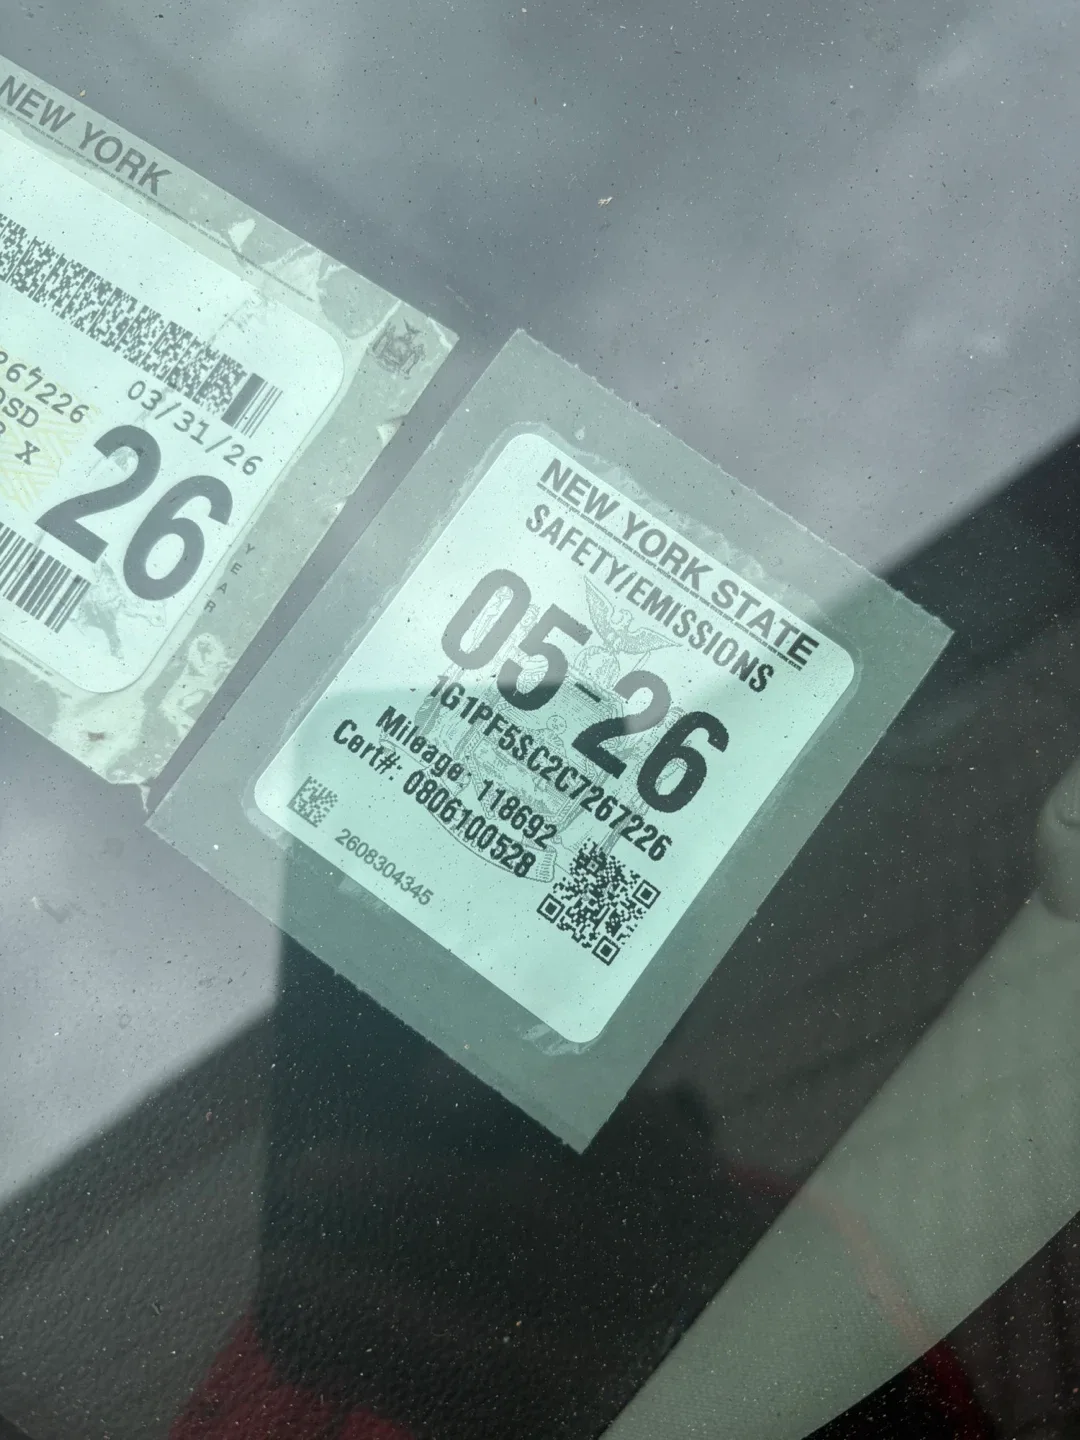 NEW YORK
267226
03/31/26
X
26
YEAR
NEW YORK STATE
SAFETY/EMISSIONS
05-26
1G1PF5SC2C7267226
Mileage: 118692
Cert#: 0806100528
2608304345